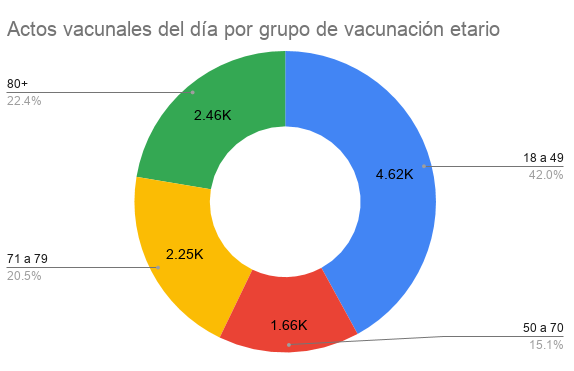 Actos vacunales del día por grupo de vacunación etario
80+
22.4%
2.46K
4.62K
18 a 49
42.0%
71 a 79
20.5%
2.25K
1.66K
50 a 70
15.1%